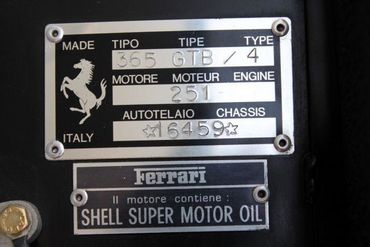 MADE TIPO TIPE TYPE
365 GTB / 4
MOTORE MOTEUR ENGINE
251
AUTOTELAIO CHASSIS
ITALY ☆16459☆
Ferrari
Il motore contiene :
SHELL SUPER MOTOR OIL